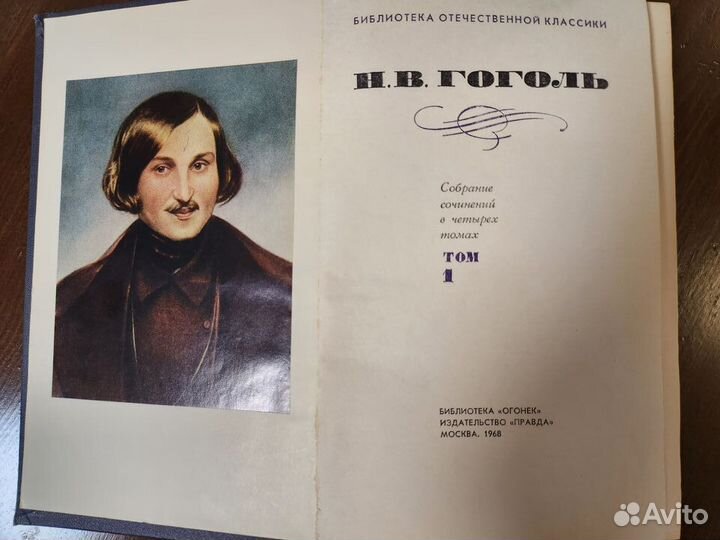 БИБЛИОТЕКА ОТЕЧЕСТВЕННОЙ КЛАССИКИ
Н.В. ГОГОЛЬ
Собрание
сочинений
в четырех
томах
ТОМ
1
БИБЛИОТЕКА «ОГОНЕК»
ИЗДАТЕЛЬСТВО «ПРАВДА»
МОСКВА, 1968
Avito